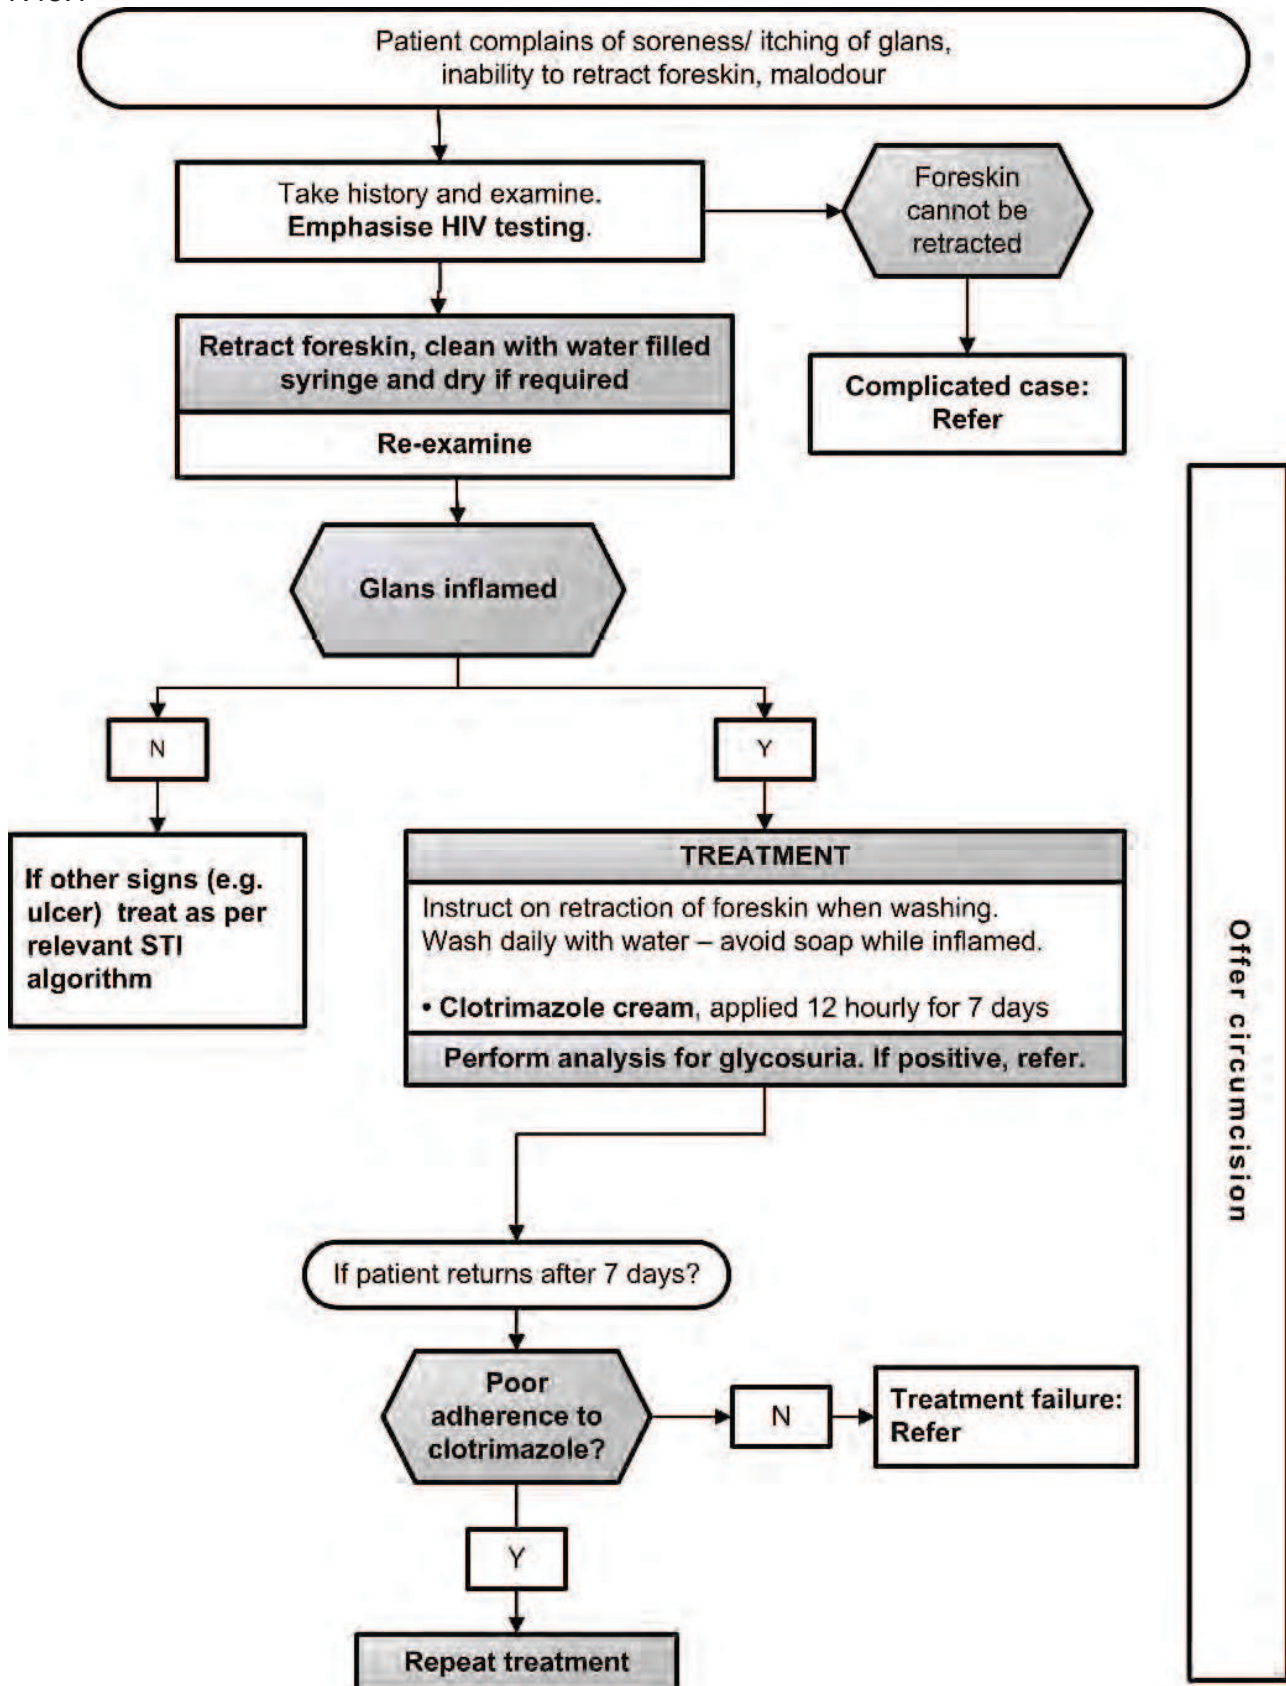 Patient complains of soreness/ itching of glans,
inability to retract foreskin, malodour
Take history and examine.
Emphasise HIV testing.
Foreskin
cannot be
retracted
Retract foreskin, clean with water filled
syringe and dry if required
Re-examine
Complicated case:
Refer
Glans inflamed
N
Y
If other signs (e.g.
ulcer) treat as per
relevant STI
algorithm
TREATMENT
Instruct on retraction of foreskin when washing.
Wash daily with water – avoid soap while inflamed.
• Clotrimazole cream, applied 12 hourly for 7 days
Perform analysis for glycosuria. If positive, refer.
Offer circumcision
If patient returns after 7 days?
Poor
adherence to
clotrimazole?
N
Treatment failure:
Refer
Y
Repeat treatment